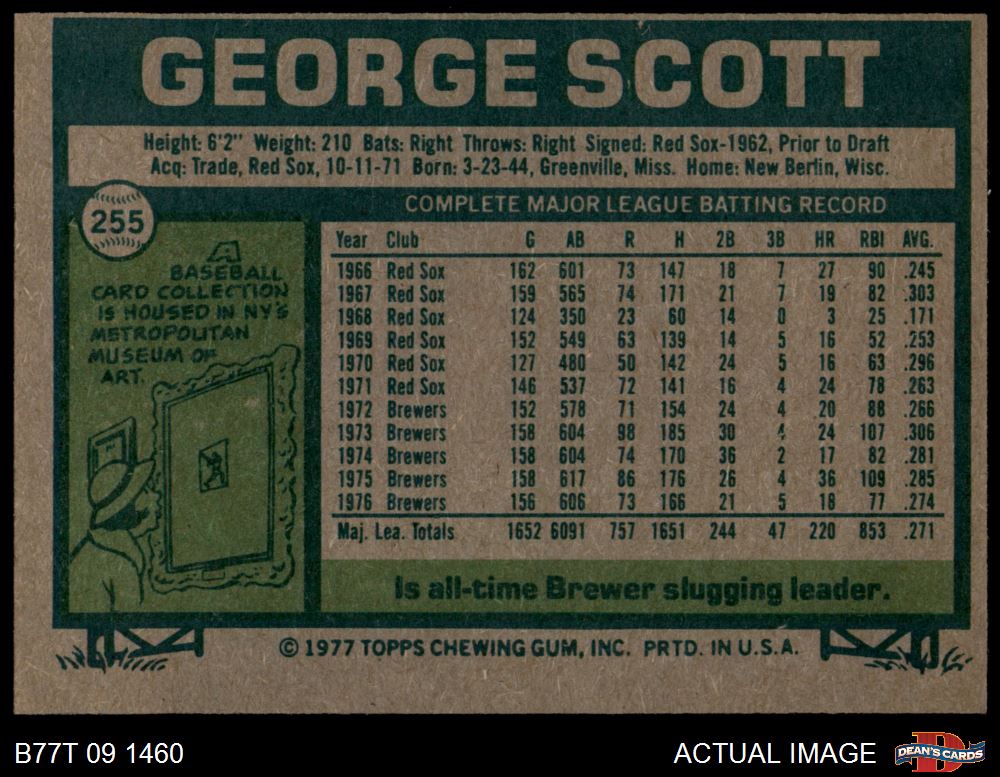 GEORGE SCOTT
Height: 6'2" Weight: 210 Bats: Right Throws: Right Signed: Red Sox-1962, Prior to Draft
Acq: Trade, Red Sox, 10-11-71 Born: 3-23-44, Greenville, Miss. Home: New Berlin, Wisc.
255
A
BASEBALL
CARD COLLECTION
IS HOUSED IN NY'S
METROPOLITAN
MUSEUM OF
ART.
COMPLETE MAJOR LEAGUE BATTING RECORD
Year Club G AB R H 2B 3B HR RBI AVG.
1966 Red Sox 162 601 73 147 18 7 27 90 .245
1967 Red Sox 159 565 74 171 21 7 19 82 .303
1968 Red Sox 124 350 23 60 14 0 3 25 .171
1969 Red Sox 152 549 63 139 14 5 16 52 .253
1970 Red Sox 127 480 50 142 24 5 16 63 .296
1971 Red Sox 146 537 72 141 16 4 24 78 .263
1972 Brewers 152 578 71 154 24 4 20 88 .266
1973 Brewers 158 604 98 185 30 4 24 107 .306
1974 Brewers 158 604 74 170 36 2 17 82 .281
1975 Brewers 158 617 86 176 26 4 36 109 .285
1976 Brewers 156 606 73 166 21 5 18 77 .274
Maj. Lea. Totals 1652 6091 757 1651 244 47 220 853 .271
Is all-time Brewer slugging leader.
© 1977 TOPPS CHEWING GUM, INC. PRTD. IN U.S.A.
B77T 09 1460
ACTUAL IMAGE
D
DEAN'S CARDS